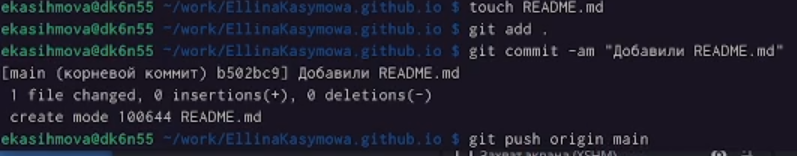 ekasihmova@dk6n55 ~/work/EllinaKasymowa.github.io $ touch README.md
ekasihmova@dk6n55 ~/work/EllinaKasymowa.github.io $ git add .
ekasihmova@dk6n55 ~/work/EllinaKasymowa.github.io $ git commit -am "Добавили README.md"
[main (корневой коммит) b502bc9] Добавили README.md
1 file changed, 0 insertions(+), 0 deletions(-)
create mode 100644 README.md
ekasihmova@dk6n55 ~/work/EllinaKasymowa.github.io $ git push origin main
Захват экрана (XSHM)